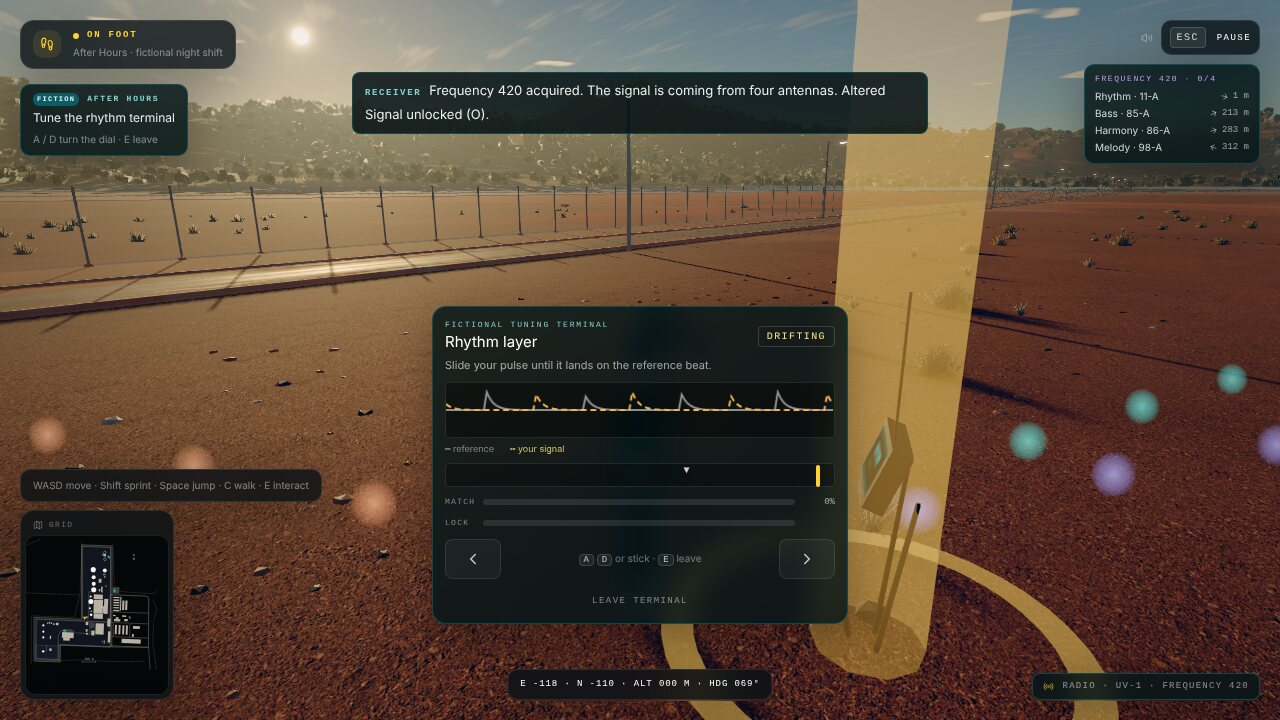 ON FOOT
After Hours · fictional night shift
FICTION AFTER HOURS
Tune the rhythm terminal
A / D turn the dial · E leave
RECEIVER Frequency 420 acquired. The signal is coming from four antennas. Altered
Signal unlocked (O).
ESC PAUSE
FREQUENCY 420 · 0/4
Rhythm · 11-A 1 m
Bass · 85-A 213 m
Harmony · 86-A 283 m
Melody · 98-A 312 m
FICTIONAL TUNING TERMINAL
Rhythm layer
DRIFTING
Slide your pulse until it lands on the reference beat.
reference your signal
MATCH 0%
LOCK
A D or stick · E leave
LEAVE TERMINAL
WASD move · Shift sprint · Space jump · C walk · E interact
GRID
E -118 · N -110 · ALT 000 M · HDG 069°
RADIO · UV-1 · FREQUENCY 420